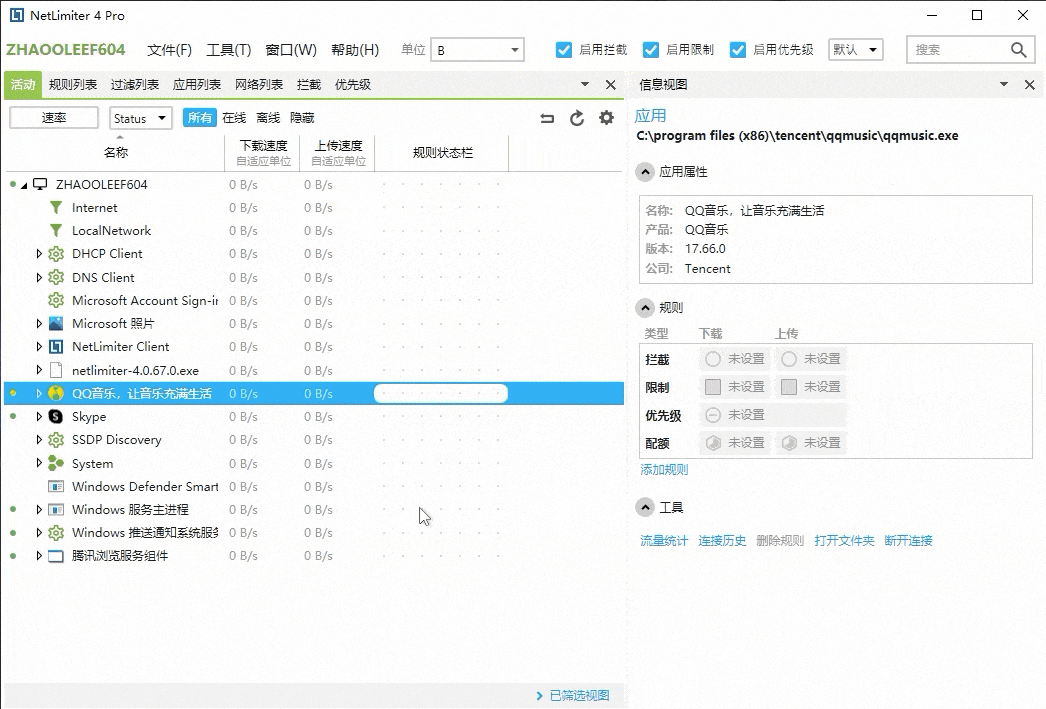 NetLimiter 4 Pro
ZHAOOLEEF604 文件(F) 工具(T) 窗口(W) 帮助(H) 单位 B 启用拦截 启用限制 启用优先级 默认 搜索
活动 规则列表 过滤列表 应用列表 网络列表 拦截 优先级
速率 Status 所有 在线 离线 隐藏
名称 下载速度 上传速度 规则状态栏
自适应单位 自适应单位
ZHAOOLEEF604 0 B/s 0 B/s
Internet 0 B/s 0 B/s
LocalNetwork 0 B/s 0 B/s
DHCP Client 0 B/s 0 B/s
DNS Client 0 B/s 0 B/s
Microsoft Account Sign-in 0 B/s 0 B/s
Microsoft 照片 0 B/s 0 B/s
NetLimiter Client 0 B/s 0 B/s
netlimiter-4.0.67.0.exe 0 B/s 0 B/s
QQ音乐，让音乐充满生活 0 B/s 0 B/s
Skype 0 B/s 0 B/s
SSDP Discovery 0 B/s 0 B/s
System 0 B/s 0 B/s
Windows Defender Smart 0 B/s 0 B/s
Windows 服务主进程 0 B/s 0 B/s
Windows 推送通知系统服务 0 B/s 0 B/s
腾讯浏览服务组件 0 B/s 0 B/s
已筛选视图
信息视图
应用
C:\program files (x86)\tencent\qqmusic\qqmusic.exe
应用属性
名称: QQ音乐，让音乐充满生活
产品: QQ音乐
版本: 17.66.0
公司: Tencent
规则
类型 下载 上传
拦截 未设置 未设置
限制 未设置 未设置
优先级 未设置
配额 未设置 未设置
添加规则
工具
流量统计 连接历史 删除规则 打开文件夹 断开连接